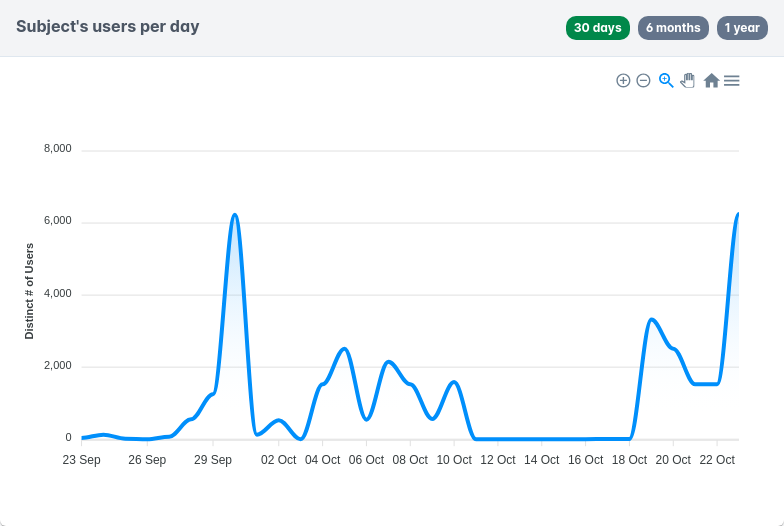 Subject's users per day
30 days
6 months
1 year
8,000
6,000
4,000
2,000
0
Distinct # of Users
23 Sep 26 Sep 29 Sep 02 Oct 04 Oct 06 Oct 08 Oct 10 Oct 12 Oct 14 Oct 16 Oct 18 Oct 20 Oct 22 Oct